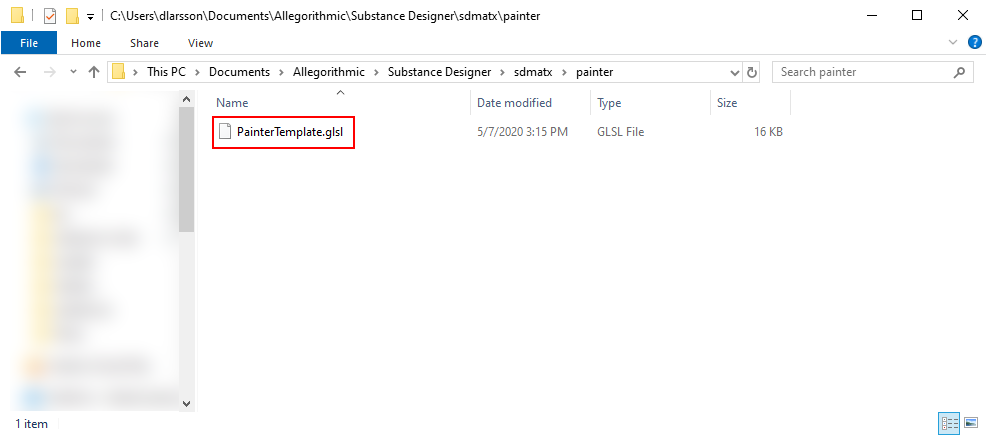 C:\Users\dlarsson\Documents\Allegorithmic\Substance Designer\sdmatx\painter
File Home Share View
This PC Documents Allegorithmic Substance Designer sdmatx painter Search painter
Name Date modified Type Size
PainterTemplate.glsl 5/7/2020 3:15 PM GLSL File 16 KB
1 item